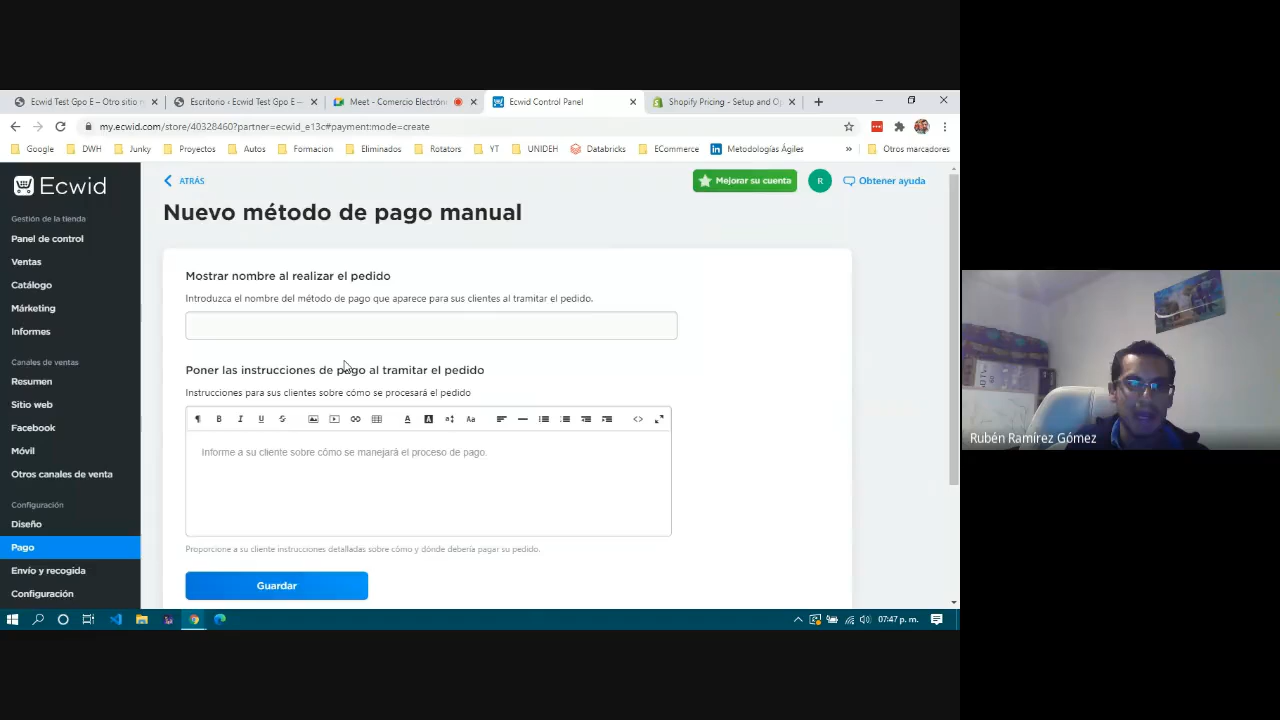 Ecwid Test Gpo E – Otro sitio
Escritorio ‹ Ecwid Test Gpo E —
Meet - Comercio Electróni
Ecwid Control Panel
Shopify Pricing - Setup and Op
my.ecwid.com/store/40328460?partner=ecwid_e13c#payment:mode=create
Google
DWH
Junky
Proyectos
Autos
Formacion
Eliminados
Rotators
YT
UNIDEH
Databricks
ECommerce
Metodologías Ágiles
»
Otros marcadores
Ecwid
Gestión de la tienda
Panel de control
Ventas
Catálogo
Márketing
Informes
Canales de ventas
Resumen
Sitio web
Facebook
Móvil
Otros canales de venta
Configuración
Diseño
Pago
Envío y recogida
Configuración
ATRÁS
Mejorar su cuenta
R
Obtener ayuda
Nuevo método de pago manual
Mostrar nombre al realizar el pedido
Introduzca el nombre del método de pago que aparece para sus clientes al tramitar el pedido.
Poner las instrucciones de pago al tramitar el pedido
Instrucciones para sus clientes sobre cómo se procesará el pedido
Informe a su cliente sobre cómo se manejará el proceso de pago.
Proporcione a su cliente instrucciones detalladas sobre cómo y dónde debería pagar su pedido.
Guardar
07:47 p. m.
Rubén Ramírez Gómez